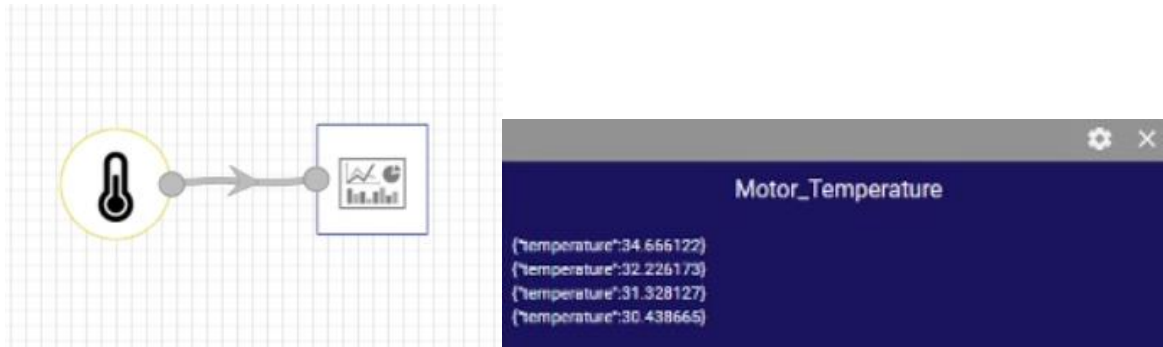 Motor_Temperature
{"temperature":34.666122}
{"temperature":32.226173}
{"temperature":31.328127}
{"temperature":30.438665}